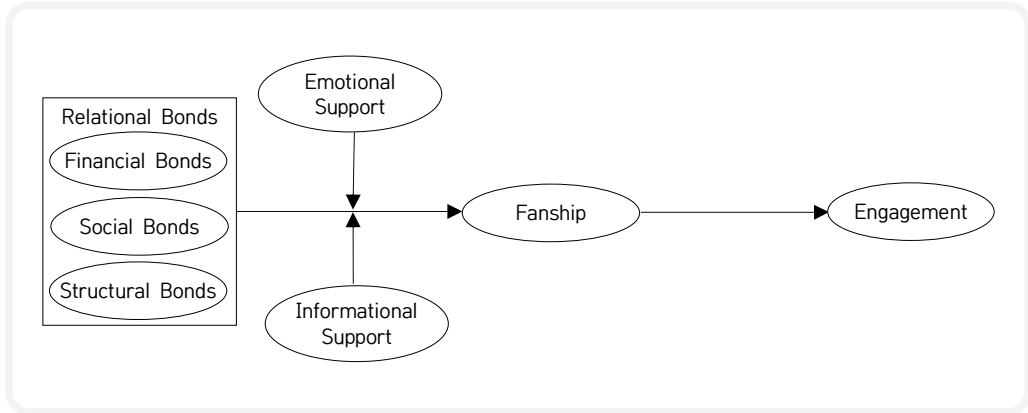 Relational Bonds
Financial Bonds
Social Bonds
Structural Bonds
Emotional
Support
Informational
Support
Fanship
Engagement